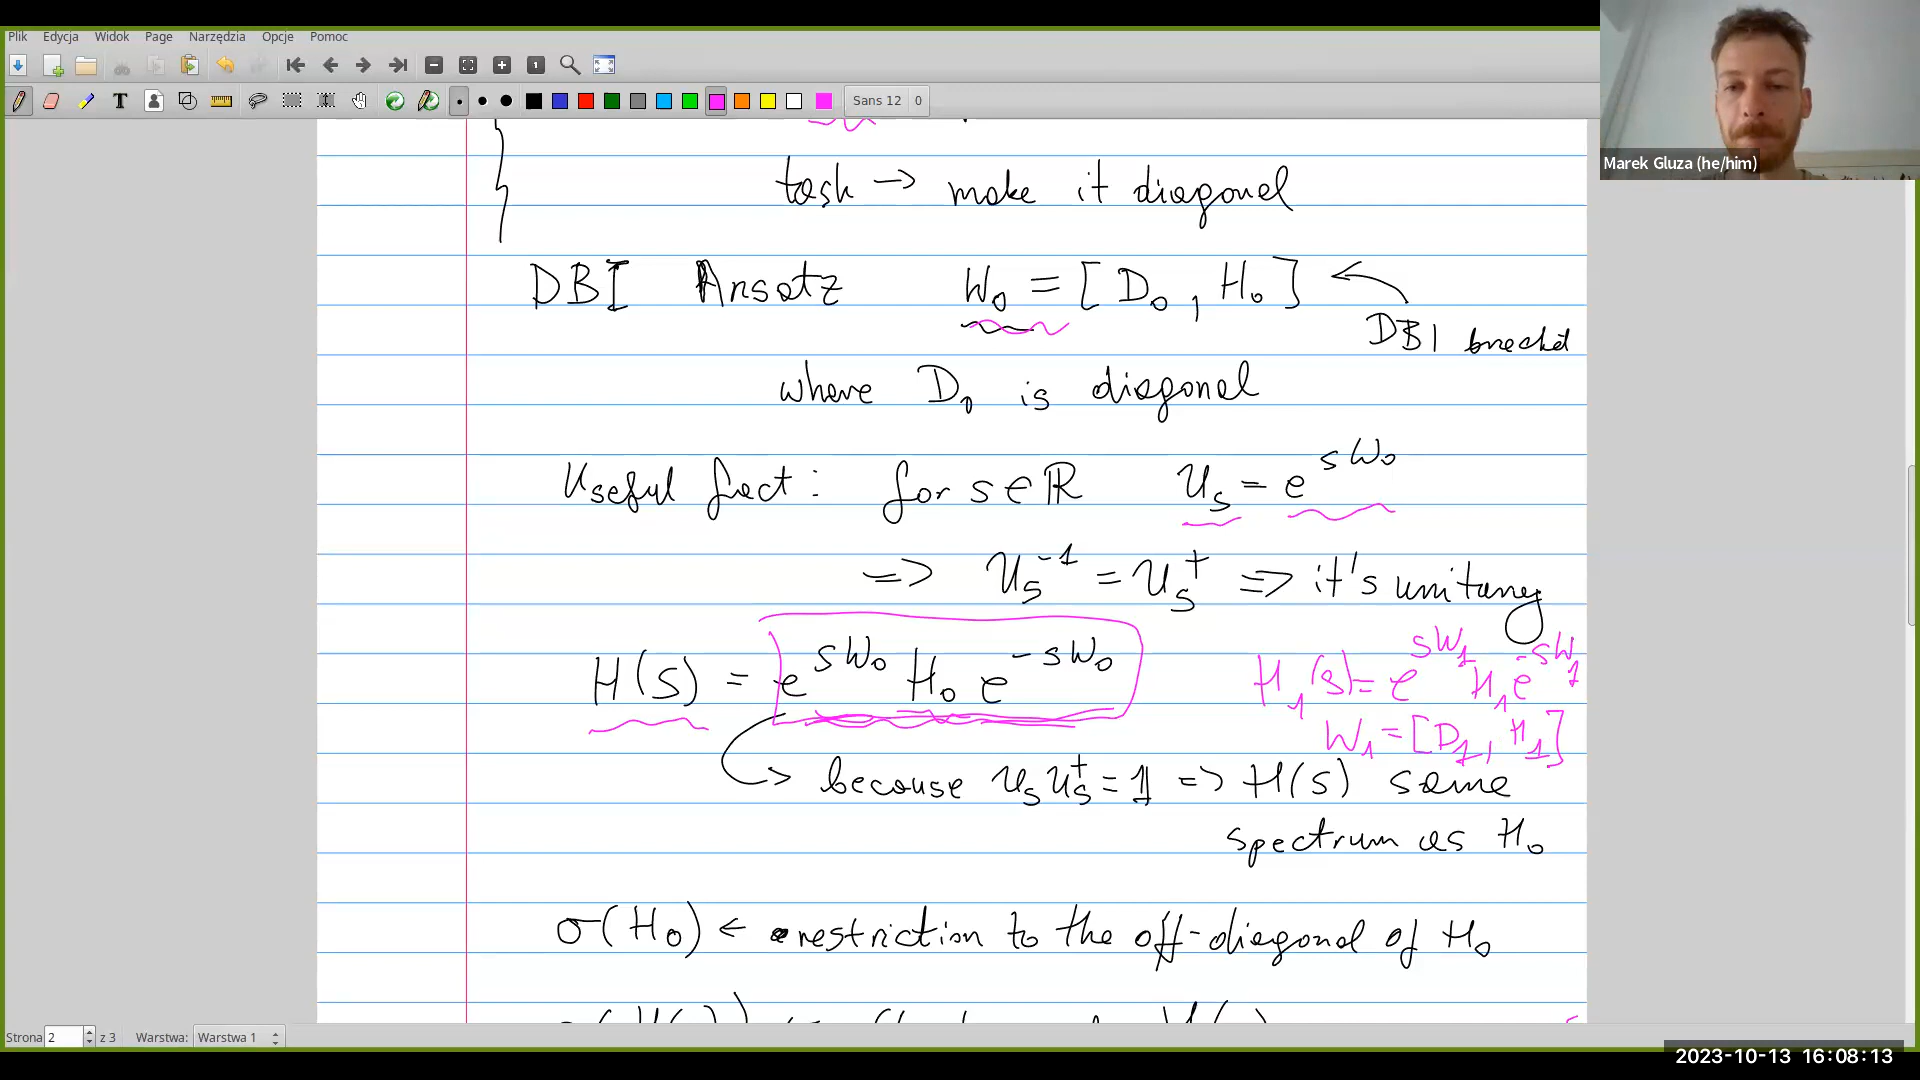 Plik Edycja Widok Page Narzędzia Opcje Pomoc
Sans 12 0
Marek Gluza (he/him)
task → make it diagonal
DBI Ansatz W₀ = [D₀, H₀] ←
DBI bracket
where D₀ is diagonal
Useful fact: for s∈ℝ U_s = e^{sW₀}
=> U_s^{-1} = U_s^† => it's unitary
H(s) = e^{sW₀} H₀ e^{-sW₀}
H₁(s) = e^{sW₁} H₁ e^{-sW₁}
W₁ = [D₁, H₁]
↳ because U_s U_s^† = 𝟙 => H(s) same
spectrum as H₀
σ(H₀) ← restriction to the off-diagonal of H₀
Strona 2 z 3 Warstwa: Warstwa 1
2023-10-13 16:08:13